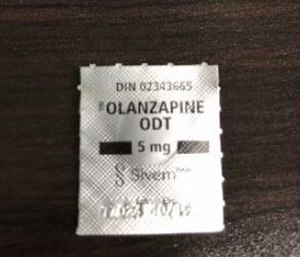 DIN 02343665
OLANZAPINE
ODT
5 mg
Sivem